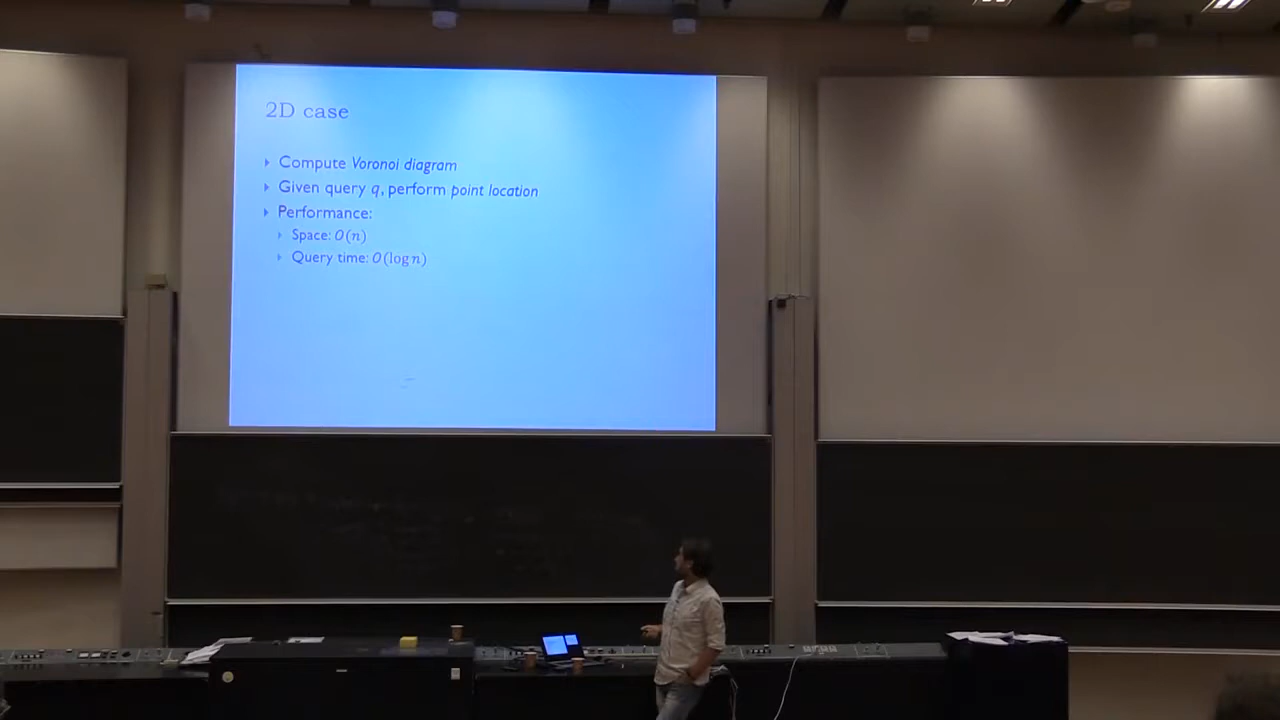 2D case
Compute Voronoi diagram
Given query q, perform point location
Performance:
Space: O(n)
Query time: O(log n)